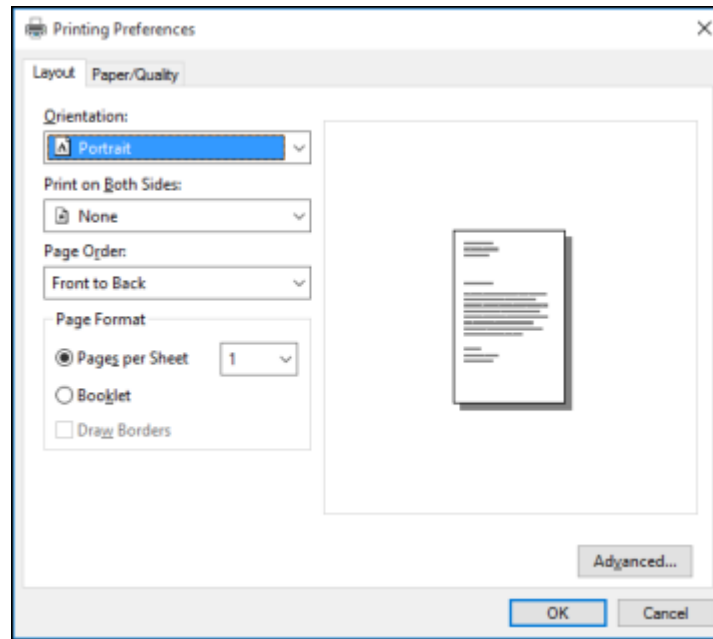 Printing Preferences
Layout Paper/Quality
Orientation:
Portrait
Print on Both Sides:
None
Page Order:
Front to Back
Page Format
Pages per Sheet 1
Booklet
Draw Borders
Advanced...
OK Cancel